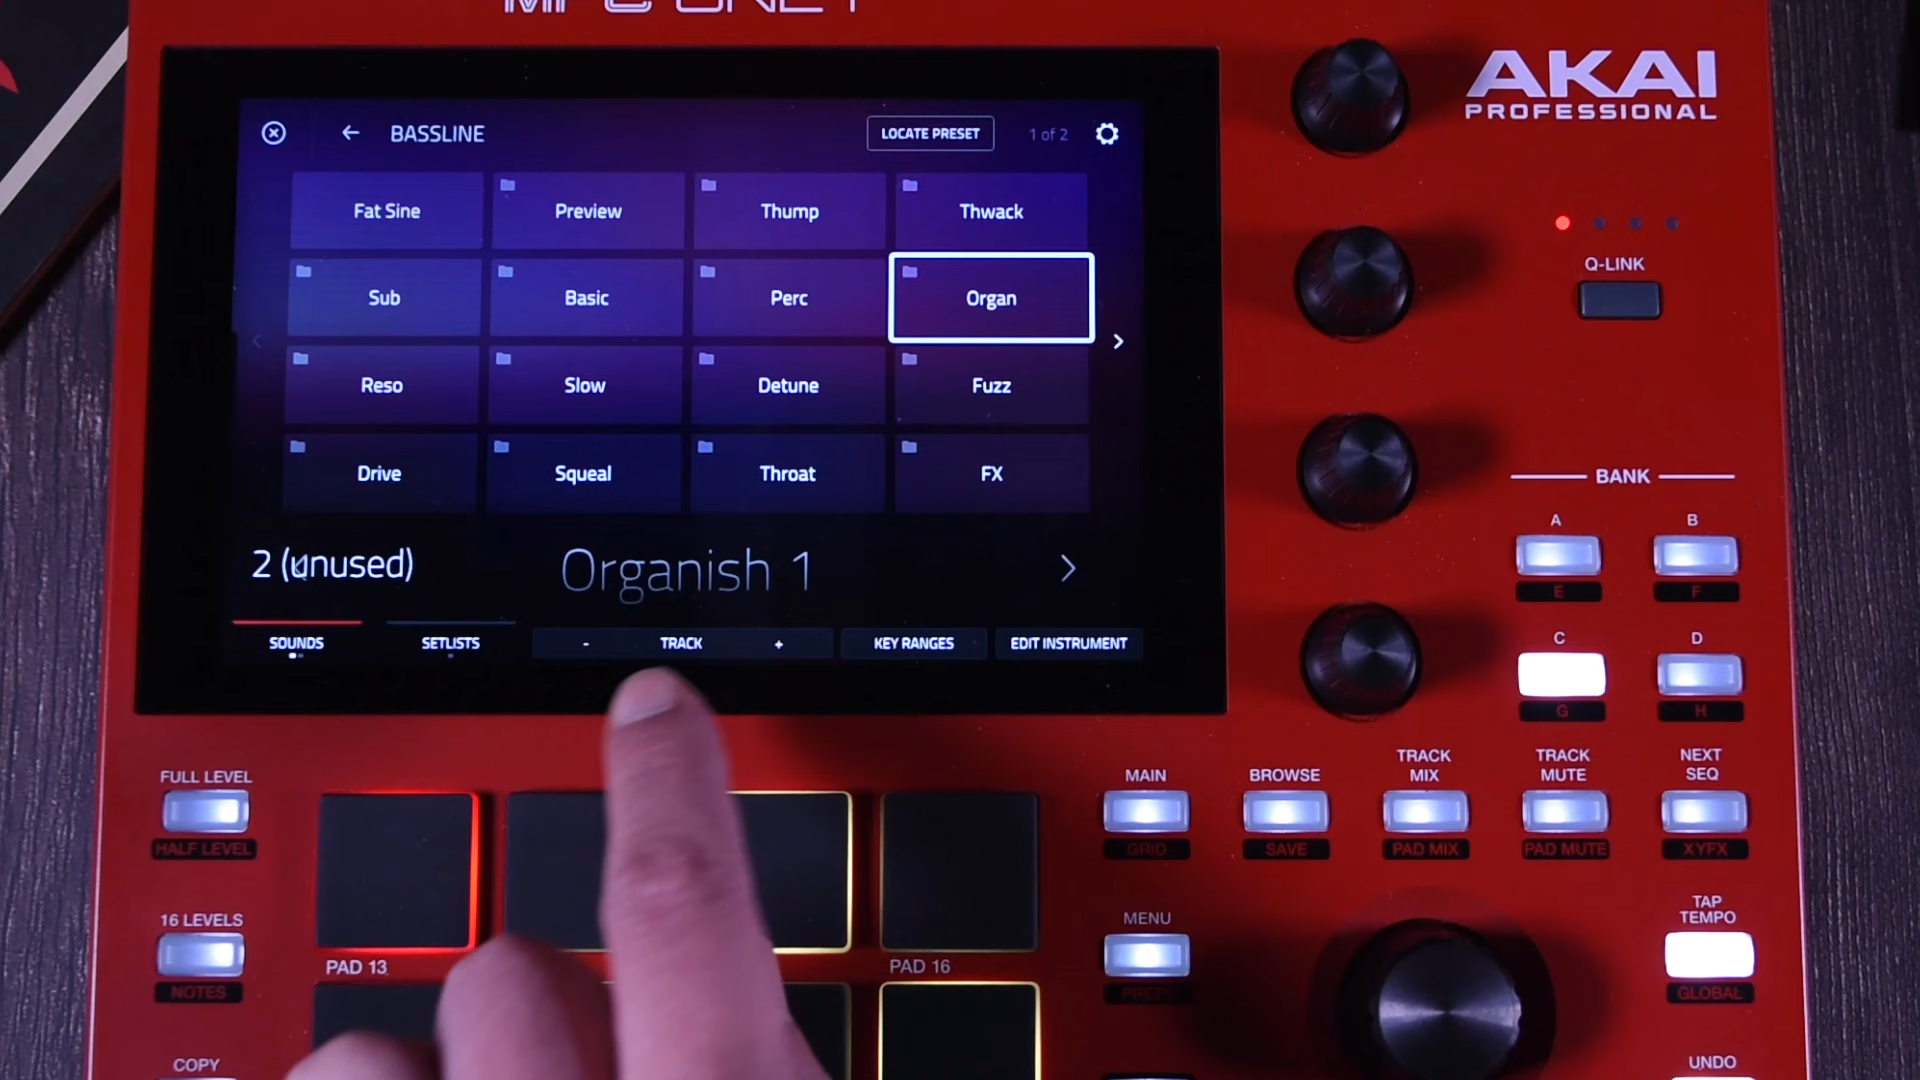 MPC ONE+
AKAI
PROFESSIONAL
BASSLINE
LOCATE PRESET
1 of 2
Fat Sine
Preview
Thump
Thwack
Sub
Basic
Perc
Organ
Reso
Slow
Detune
Fuzz
Drive
Squeal
Throat
FX
2 (unused)
Organish 1
SOUNDS
SETLISTS
- TRACK +
KEY RANGES
EDIT INSTRUMENT
Q-LINK
BANK
A
B
E
F
C
D
G
H
FULL LEVEL
HALF LEVEL
16 LEVELS
NOTES
COPY
PAD 13
PAD 16
MAIN
GRID
BROWSE
SAVE
TRACK
MIX
PAD MIX
TRACK
MUTE
PAD MUTE
NEXT
SEQ
XYFX
MENU
PREFS
TAP
TEMPO
GLOBAL
UNDO